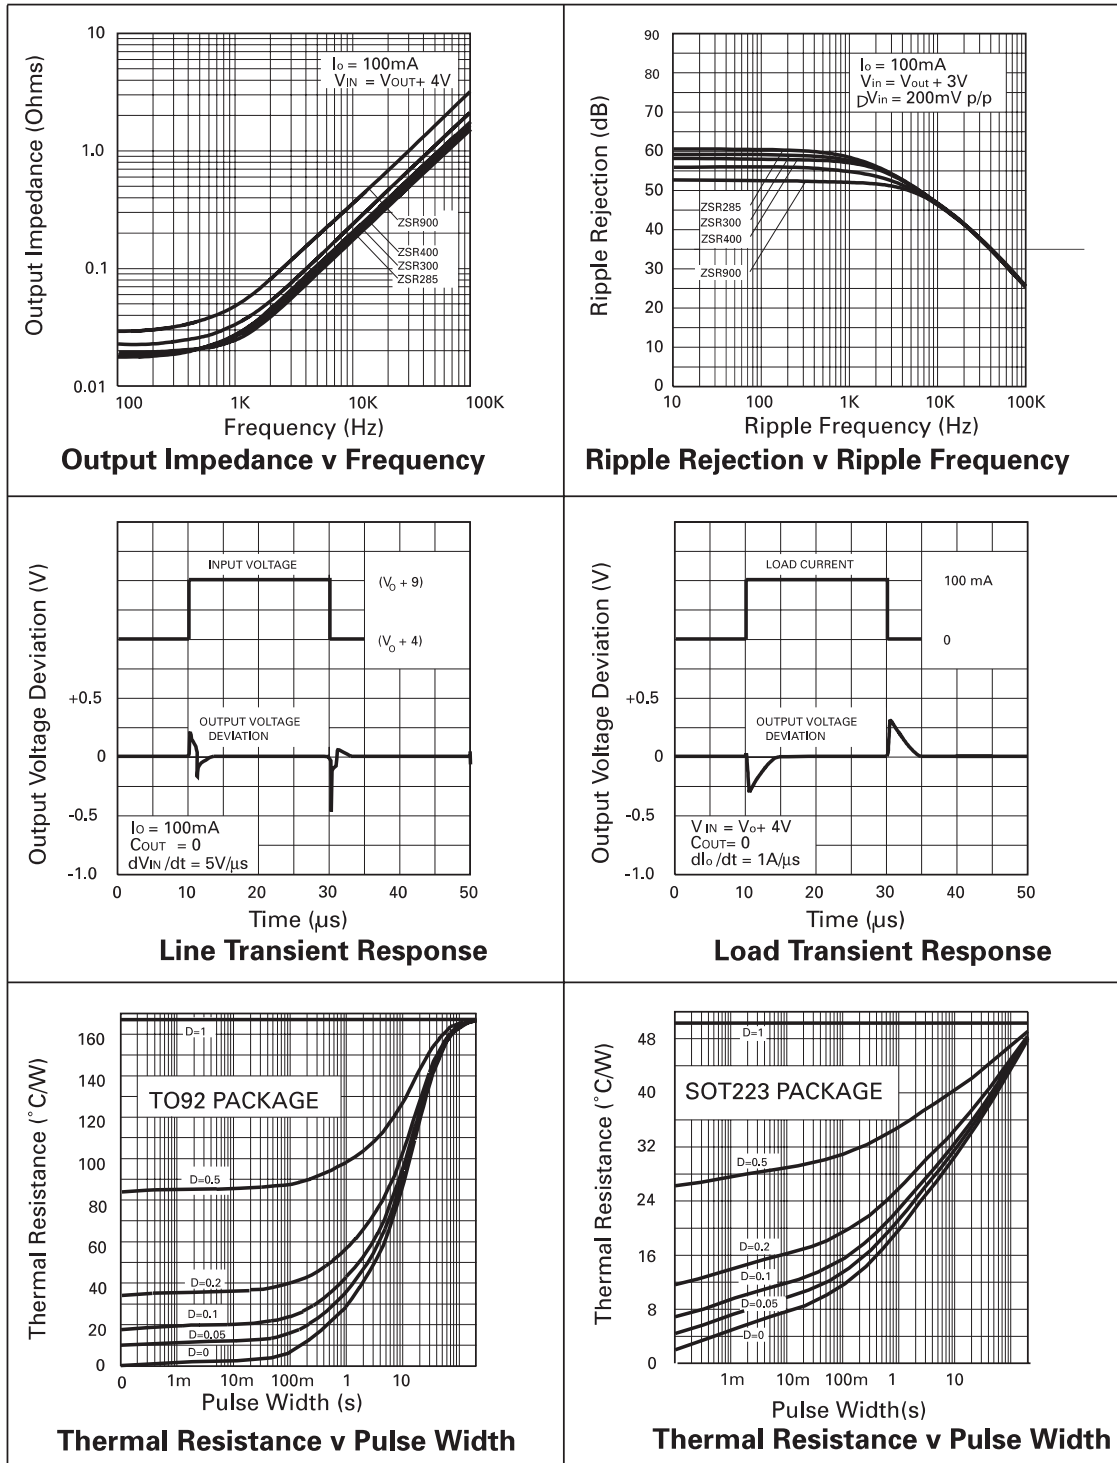 10
1.0
0.1
0.01
100
1K
10K
100K
Output Impedance (Ohms)
Frequency (Hz)
Io = 100mA
VIN = VOUT+ 4V
ZSR900
ZSR400
ZSR300
ZSR285
Output Impedance v Frequency
90
80
70
60
50
40
30
20
10
0
10
100
1K
10K
100K
Ripple Rejection (dB)
Ripple Frequency (Hz)
Io = 100mA
Vin = Vout + 3V
DVin = 200mV p/p
ZSR285
ZSR300
ZSR400
ZSR900
Ripple Rejection v Ripple Frequency
INPUT VOLTAGE
(VO + 9)
(VO + 4)
+0.5
0
-0.5
-1.0
OUTPUT VOLTAGE
DEVIATION
IO = 100mA
COUT = 0
dVIN /dt = 5V/µs
0
10
20
30
40
50
Output Voltage Deviation (V)
Time (µs)
Line Transient Response
LOAD CURRENT
100 mA
0
+0.5
0
-0.5
-1.0
OUTPUT VOLTAGE
DEVIATION
V IN = Vo+ 4V
COUT= 0
dIo /dt = 1A/µs
0
10
20
30
40
50
Output Voltage Deviation (V)
Time (µs)
Load Transient Response
160
140
120
100
80
60
40
20
0
0
1m
10m
100m
1
10
Thermal Resistance (°C/W)
Pulse Width (s)
D=1
TO92 PACKAGE
D=0.5
D=0.2
D=0.1
D=0.05
D=0
Thermal Resistance v Pulse Width
48
40
32
24
16
8
0
1m
10m
100m
1
10
Thermal Resistance (°C/W)
Pulse Width(s)
D=1
SOT223 PACKAGE
D=0.5
D=0.2
D=0.1
D=0.05
D=0
Thermal Resistance v Pulse Width